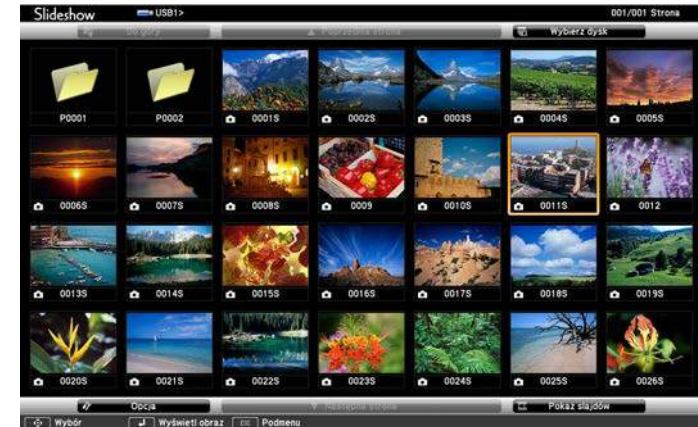 Slideshow USB1> 001/001 Strona
Do góry ▲ Poprzednia strona Wybierz dysk
P0001 P0002 0001S 0002S 0003S 0004S 0005S
0006S 0007S 0008S 0009 0010S 0011S 0012
0013S 0014S 0015S 0016S 0017S 0018S 0019S
0020S 0021S 0022S 0023S 0024S 0025S 0026S
Opcja ▼ Następna strona Pokaz slajdów
Wybór Wyświetl obraz Esc Podmenu